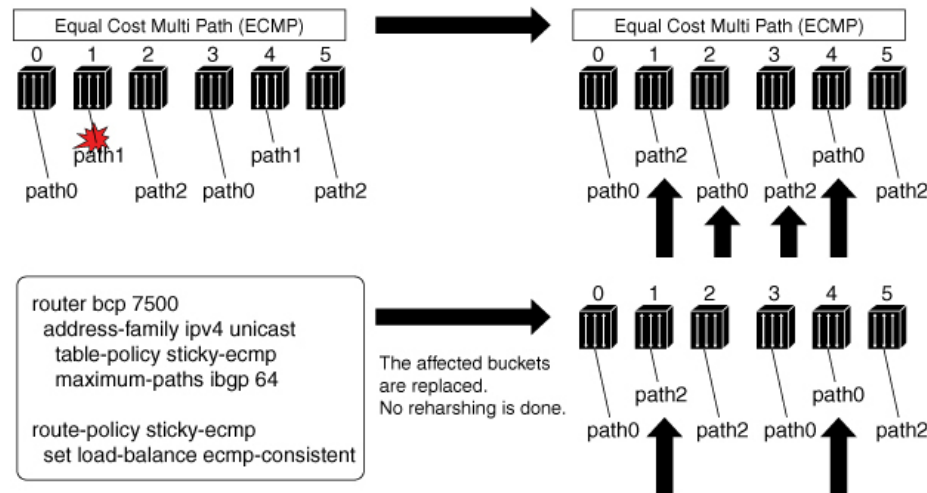 Equal Cost Multi Path (ECMP)
0 1 2 3 4 5
path1 path1
path0 path2 path0 path2
Equal Cost Multi Path (ECMP)
0 1 2 3 4 5
path2 path0
path0 path0 path2 path2
router bcp 7500
address-family ipv4 unicast
table-policy sticky-ecmp
maximum-paths ibgp 64
route-policy sticky-ecmp
set load-balance ecmp-consistent
The affected buckets
are replaced.
No reharshing is done.
0 1 2 3 4 5
path2 path0
path0 path2 path0 path2